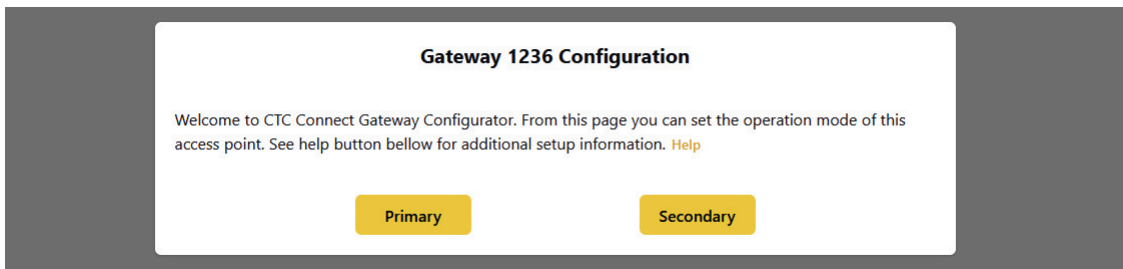 Gateway 1236 Configuration
Welcome to CTC Connect Gateway Configurator. From this page you can set the operation mode of this
access point. See help button bellow for additional setup information. Help
Primary
Secondary